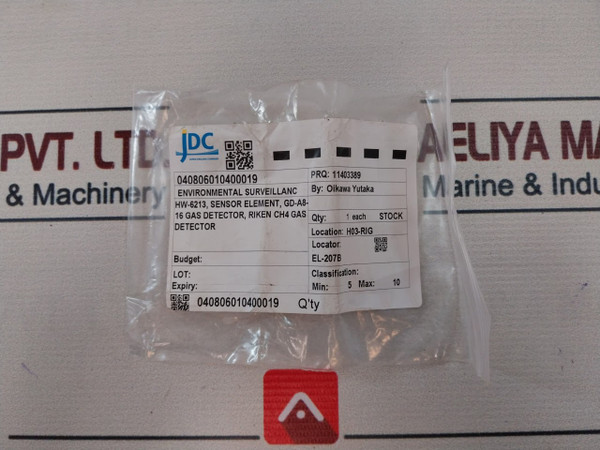 PVT. LTD.
& Machinery
AELIYA MA
Marine & Indu
JDC
040806010400019
ENVIRONMENTAL SURVEILLANC
HW-6213, SENSOR ELEMENT, GD-A8-
16 GAS DETECTOR, RIKEN CH4 GAS
DETECTOR
Budget:
LOT:
Expiry:
PRQ: 11403389
By: Oikawa Yutaka
Qty: 1 each STOCK
Location: H03-RIG
Locator:
EL-207B
Classification:
Min: 5 Max: 10
040806010400019 Q'ty